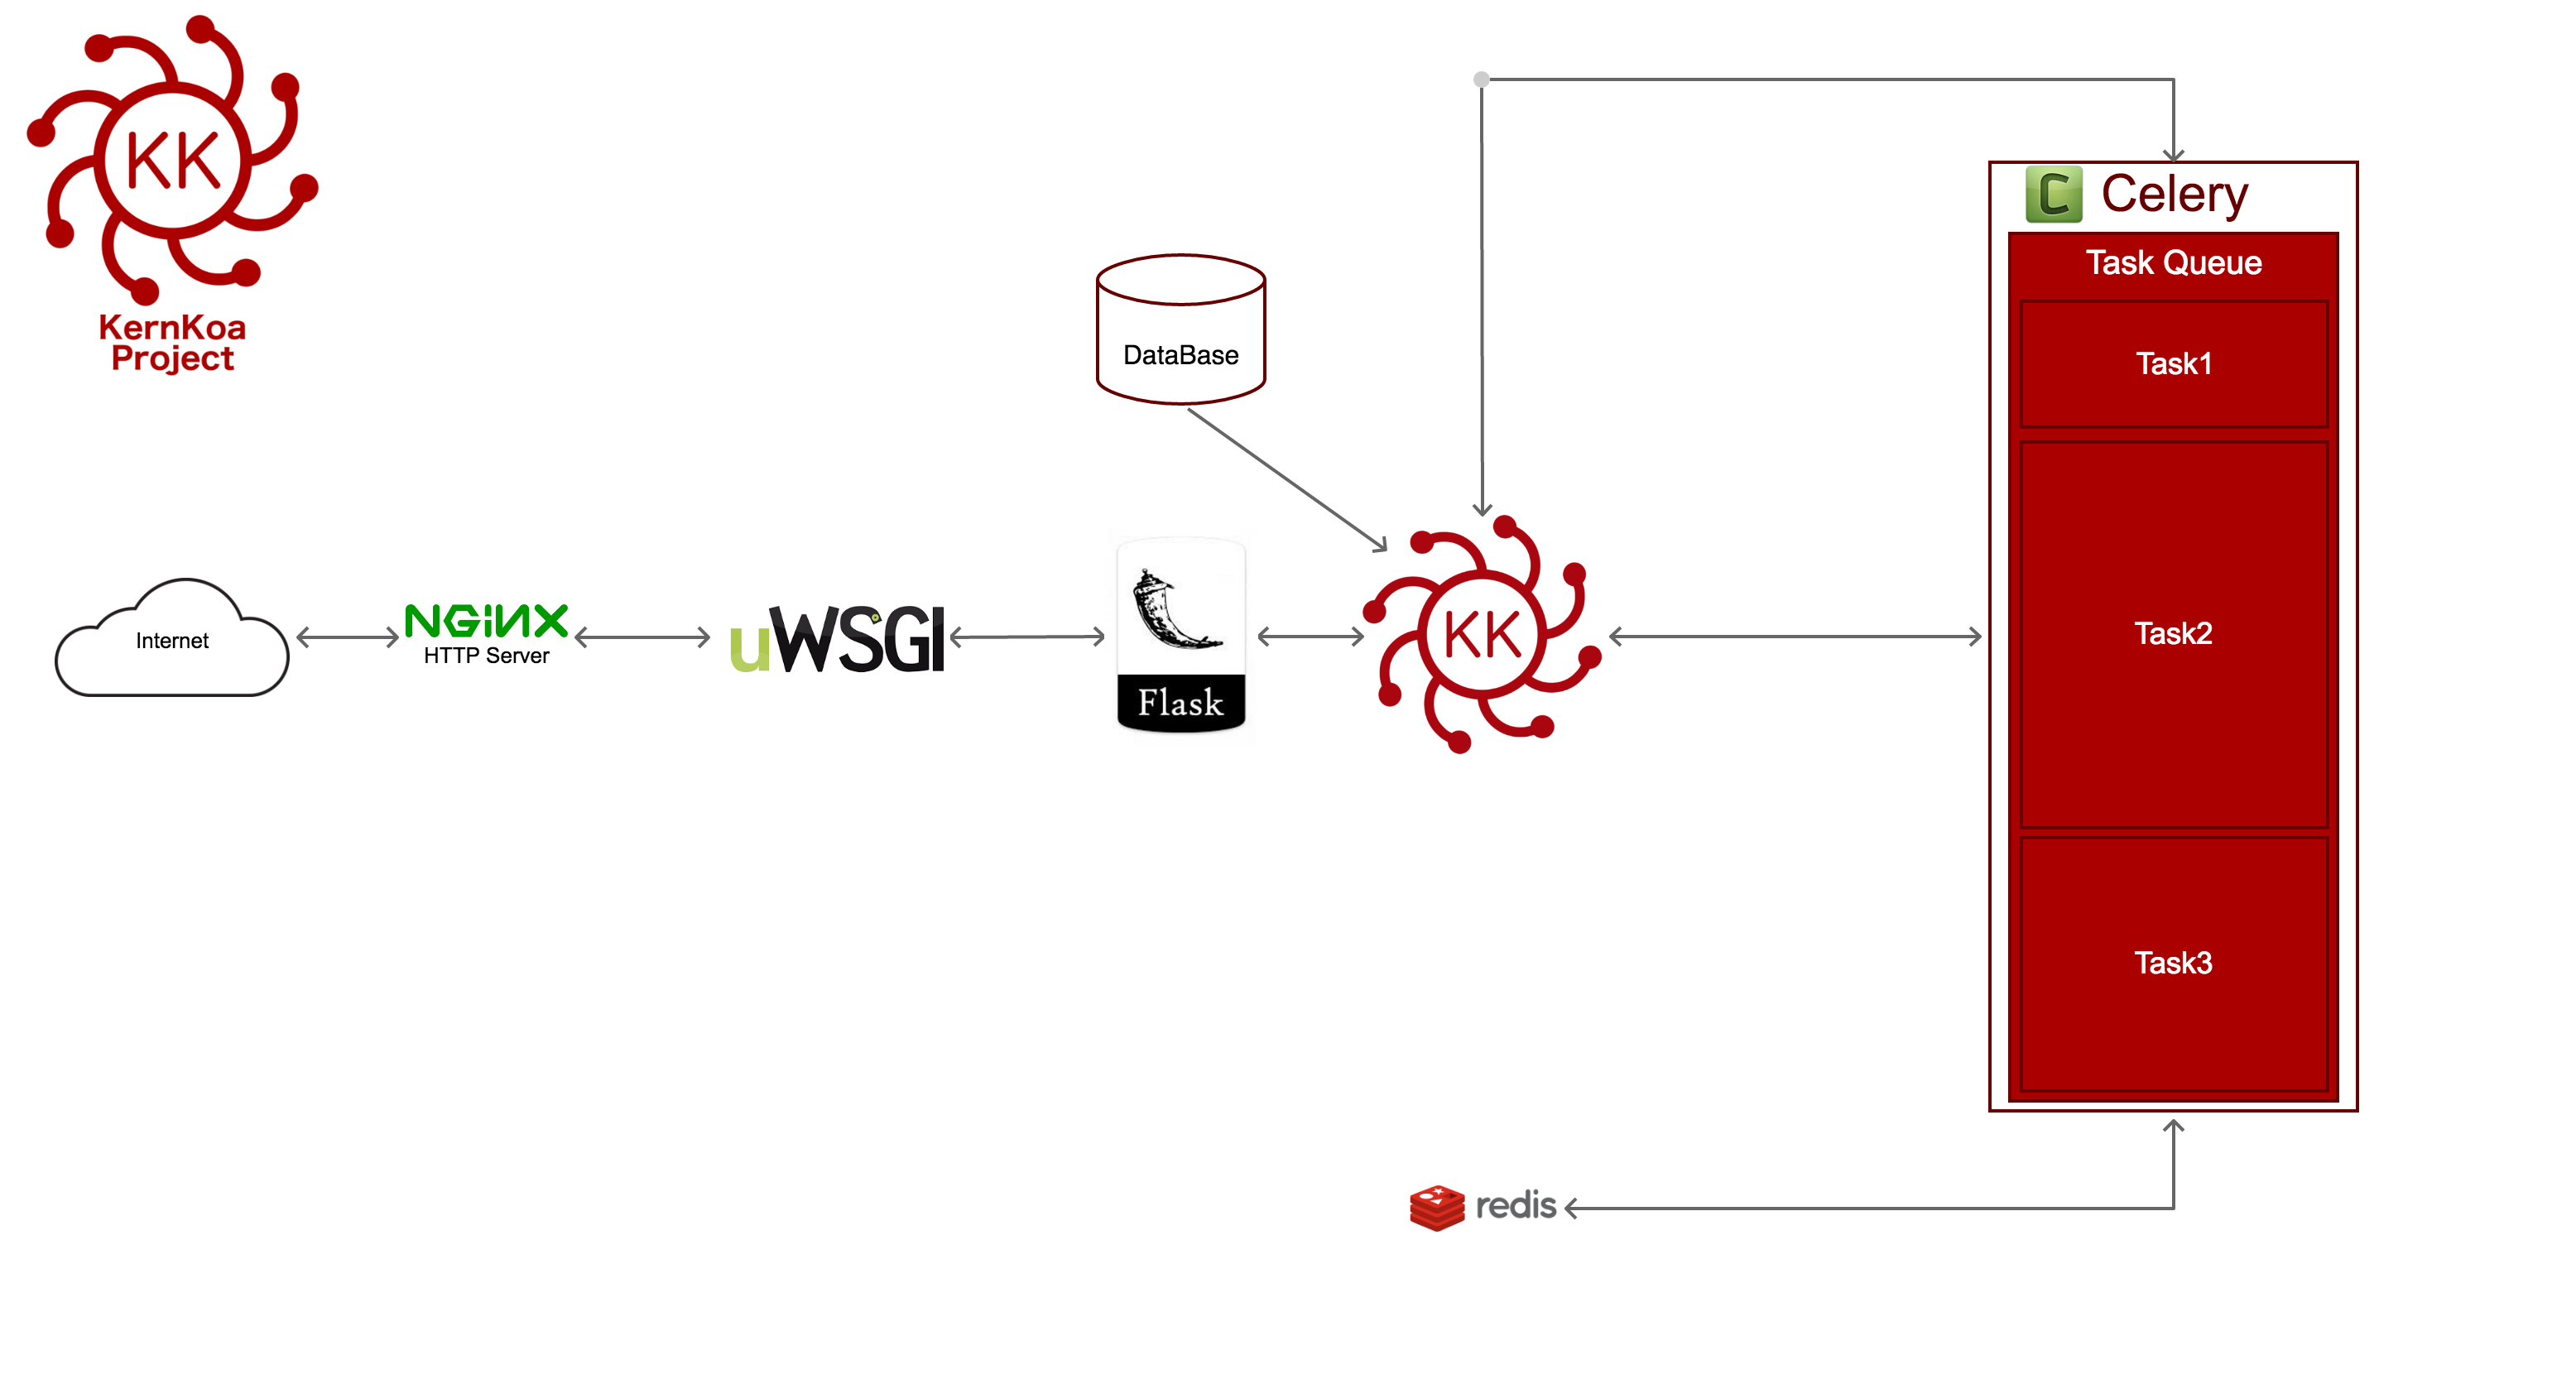 KK
KernKoa
Project
C Celery
Task Queue
Task1
DataBase
Internet
NGiNX
HTTP Server
uWSGI
Flask
KK
Task2
Task3
redis